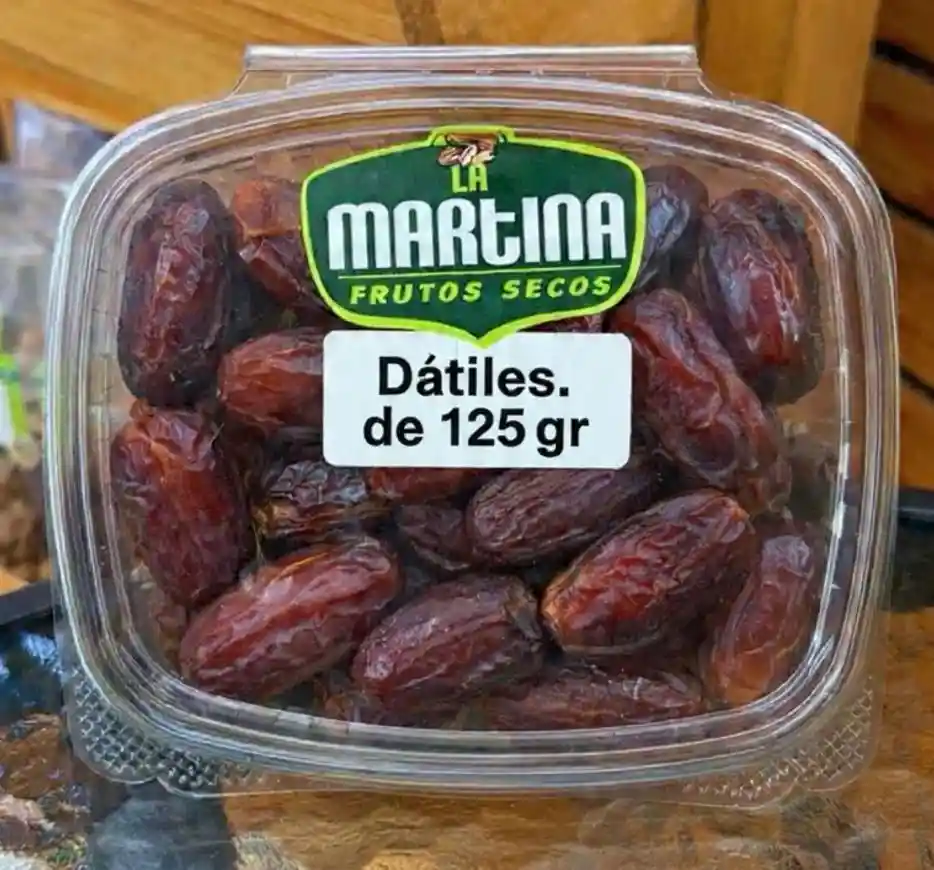 LA
MARtINA
FRUTOS SECOS
Dátiles.
de 125 gr